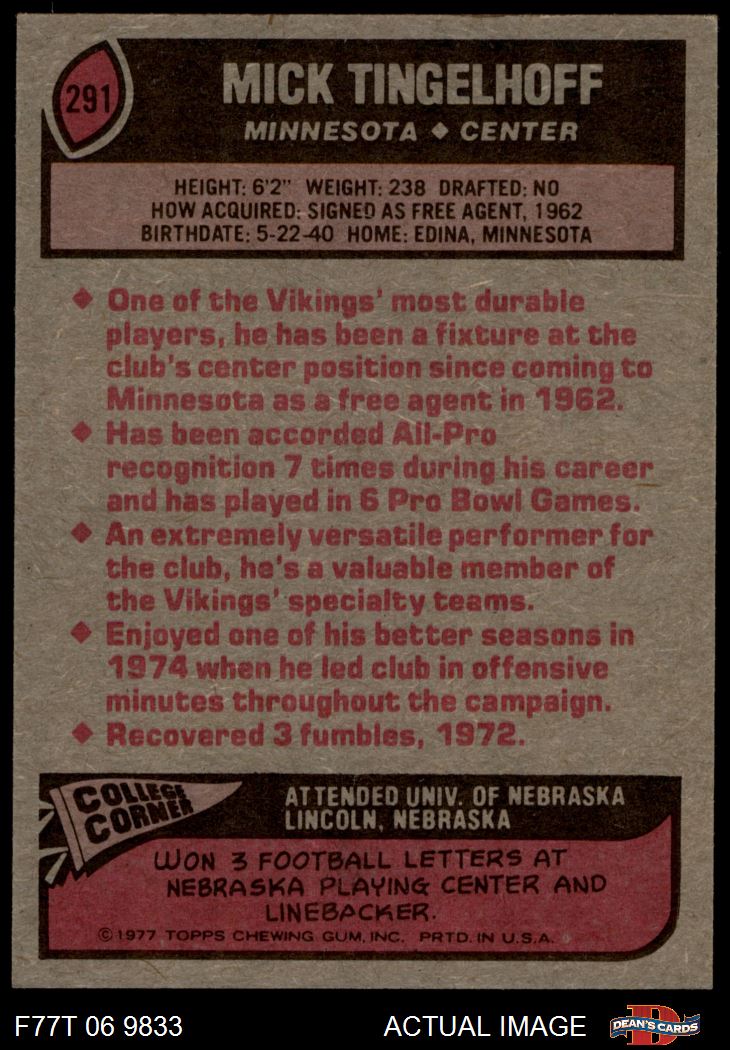 291
MICK TINGELHOFF
MINNESOTA ♦ CENTER
HEIGHT: 6'2" WEIGHT: 238 DRAFTED: NO
HOW ACQUIRED: SIGNED AS FREE AGENT, 1962
BIRTHDATE: 5-22-40 HOME: EDINA, MINNESOTA
♦ One of the Vikings' most durable
players, he has been a fixture at the
club's center position since coming to
Minnesota as a free agent in 1962.
♦ Has been accorded All-Pro
recognition 7 times during his career
and has played in 6 Pro Bowl Games.
♦ An extremely versatile performer for
the club, he's a valuable member of
the Vikings' specialty teams.
♦ Enjoyed one of his better seasons in
1974 when he led club in offensive
minutes throughout the campaign.
♦ Recovered 3 fumbles, 1972.
COLLEGE
CORNER
ATTENDED UNIV. OF NEBRASKA
LINCOLN, NEBRASKA
WON 3 FOOTBALL LETTERS AT
NEBRASKA PLAYING CENTER AND
LINEBACKER.
©1977 TOPPS CHEWING GUM, INC. PRTD. IN U.S.A.
F77T 06 9833
ACTUAL IMAGE
D
DEAN'S CARDS